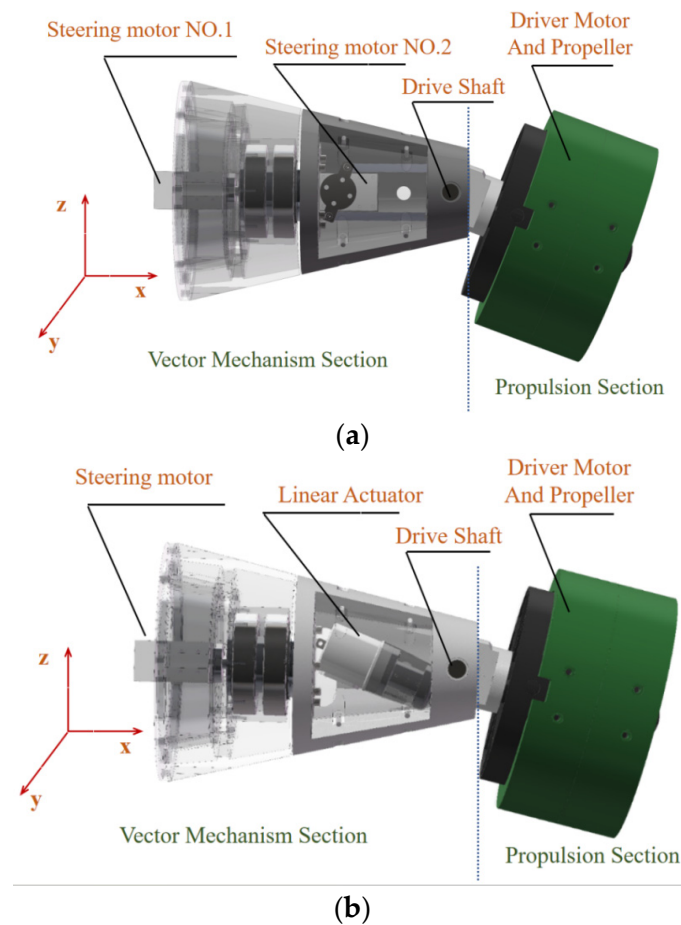 Driver Motor
And Propeller
Steering motor NO.1
Steering motor NO.2
Drive Shaft
z
x
y
Vector Mechanism Section
Propulsion Section
(a)
Driver Motor
And Propeller
Steering motor
Linear Actuator
Drive Shaft
z
x
y
Vector Mechanism Section
Propulsion Section
(b)